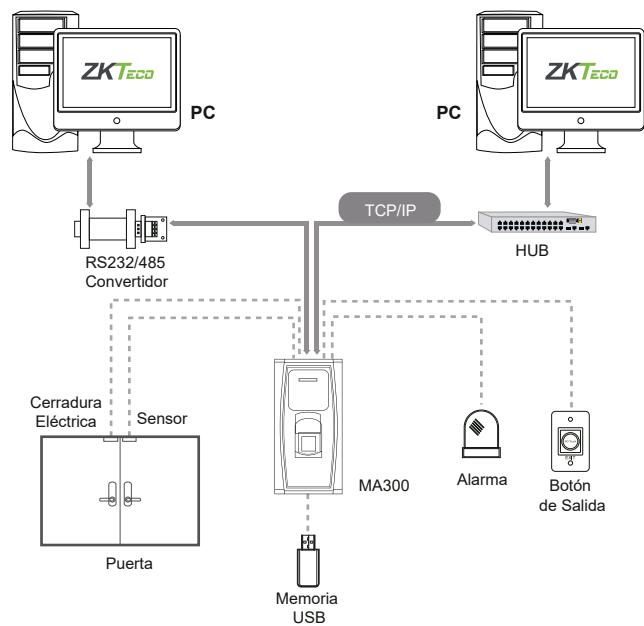 ZKTeco
ZKTeco
PC
PC
TCP/IP
RS232/485
Convertidor
HUB
Cerradura
Eléctrica
Sensor
MA300
Alarma
Botón
de Salida
Puerta
Memoria
USB